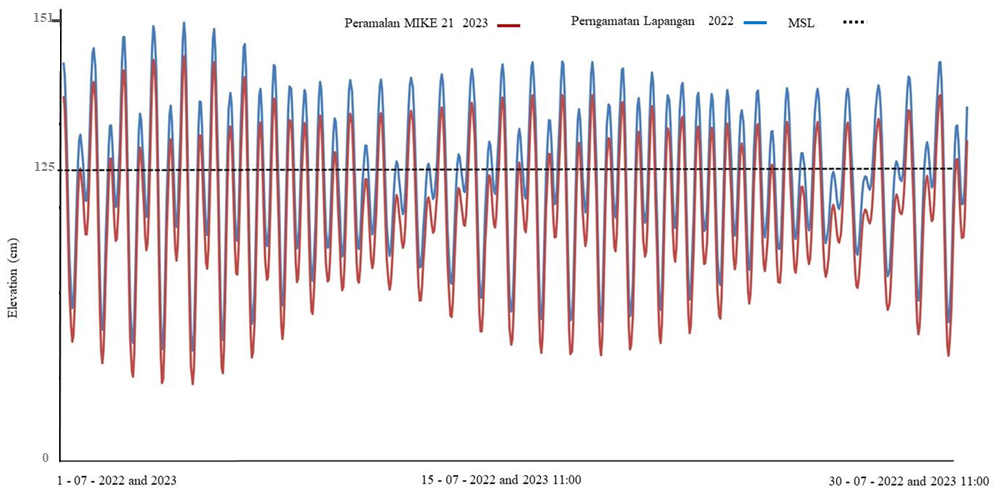 151
Peramalan MIKE 21 2023
Perngamatan Lapangan 2022
MSL
125
Elevation (cm)
0
1 - 07 - 2022 and 2023
15 - 07 - 2022 and 2023 11:00
30 - 07 - 2022 and 2023 11:00